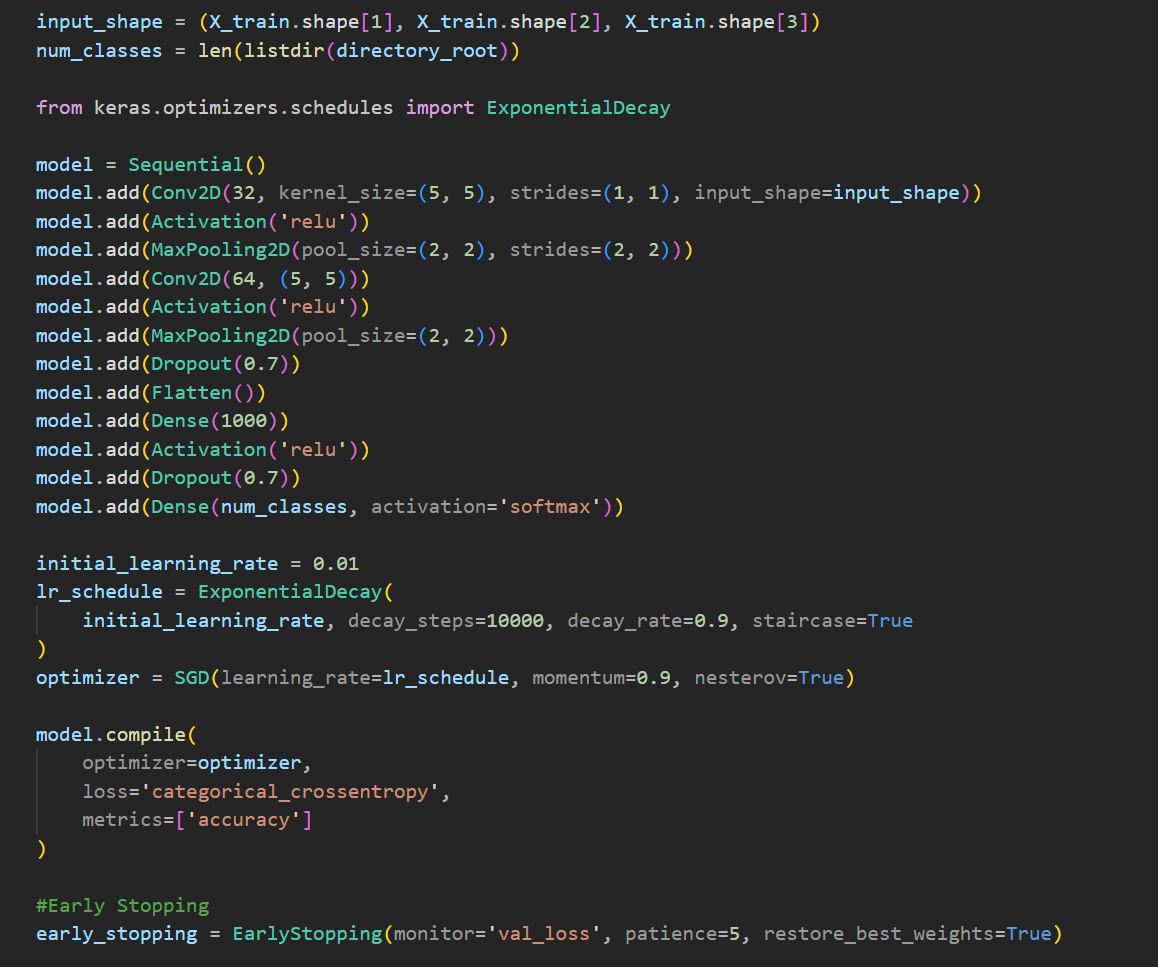 input_shape = (X_train.shape[1], X_train.shape[2], X_train.shape[3])
num_classes = len(listdir(directory_root))

from keras.optimizers.schedules import ExponentialDecay

model = Sequential()
model.add(Conv2D(32, kernel_size=(5, 5), strides=(1, 1), input_shape=input_shape))
model.add(Activation('relu'))
model.add(MaxPooling2D(pool_size=(2, 2), strides=(2, 2)))
model.add(Conv2D(64, (5, 5)))
model.add(Activation('relu'))
model.add(MaxPooling2D(pool_size=(2, 2)))
model.add(Dropout(0.7))
model.add(Flatten())
model.add(Dense(1000))
model.add(Activation('relu'))
model.add(Dropout(0.7))
model.add(Dense(num_classes, activation='softmax'))

initial_learning_rate = 0.01
lr_schedule = ExponentialDecay(
    initial_learning_rate, decay_steps=10000, decay_rate=0.9, staircase=True
)
optimizer = SGD(learning_rate=lr_schedule, momentum=0.9, nesterov=True)

model.compile(
    optimizer=optimizer,
    loss='categorical_crossentropy',
    metrics=['accuracy']
)

#Early Stopping
early_stopping = EarlyStopping(monitor='val_loss', patience=5, restore_best_weights=True)